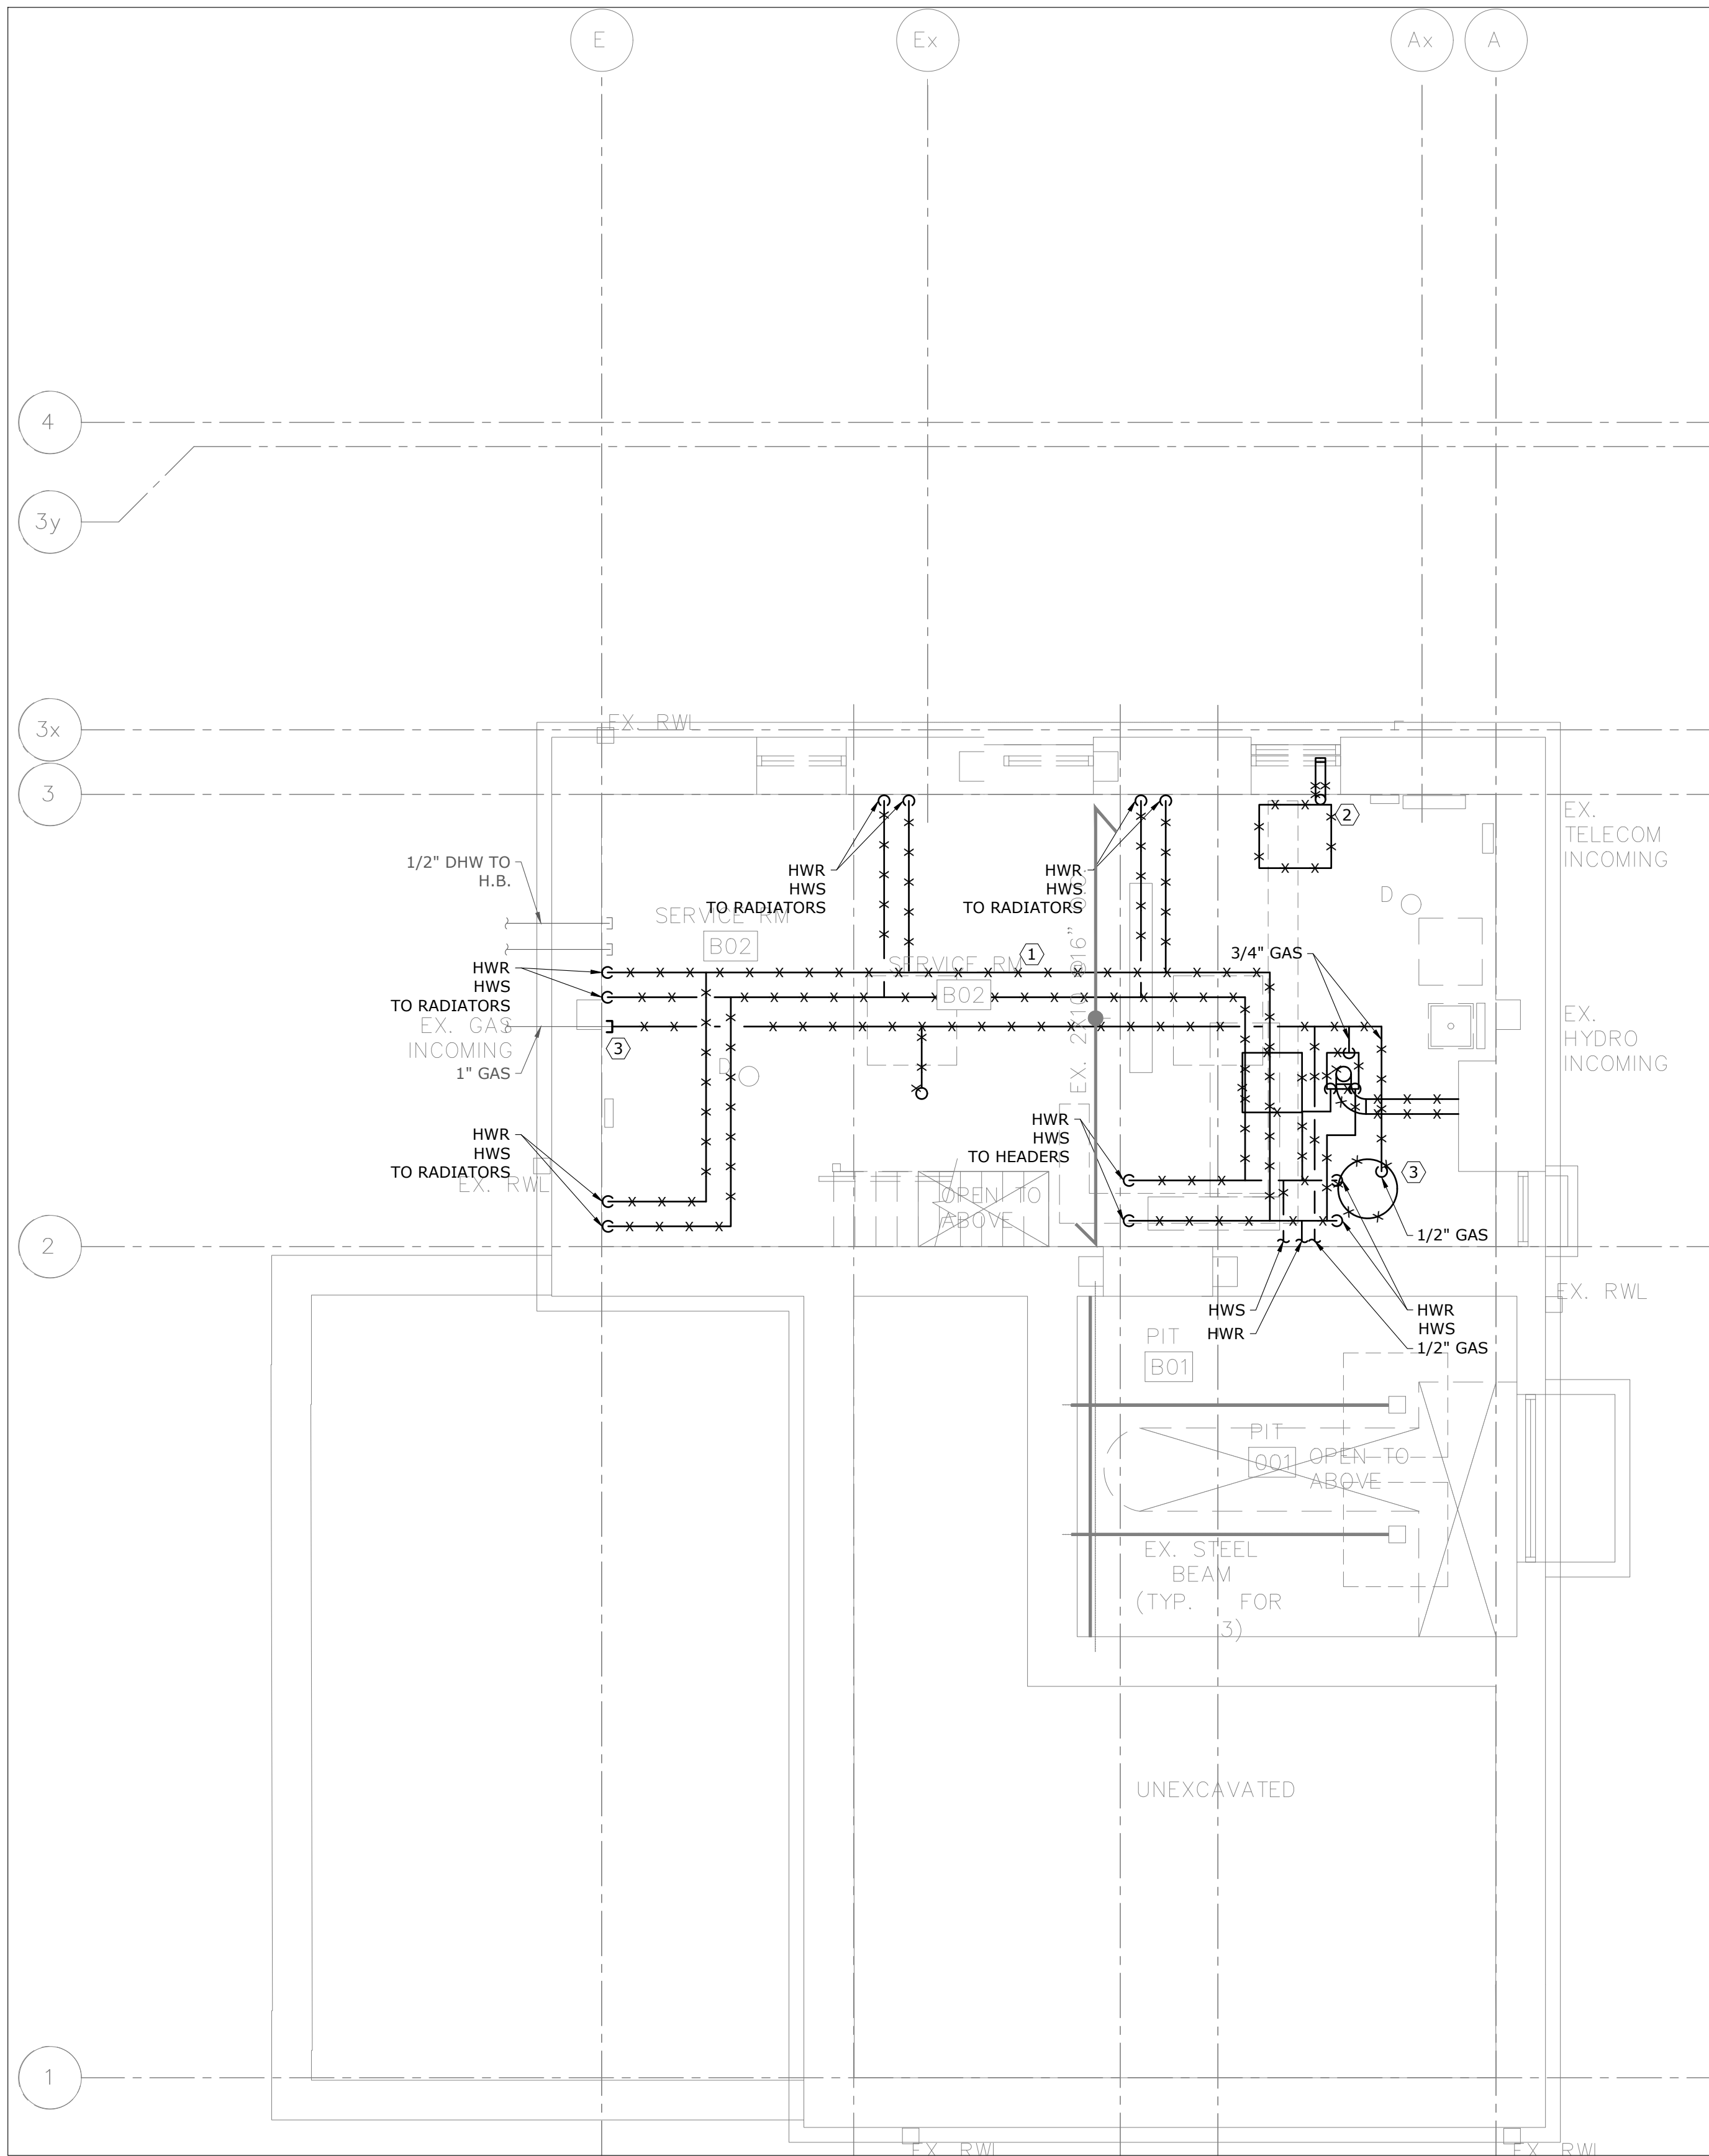 E
Ex
Ax
A
4
3y
3x
3
EX. RWL
2
EX.
TELECOM
INCOMING
1/2" DHW TO
H.B.
HWR
HWS
TO RADIATORS
HWR
HWS
TO RADIATORS
D
SERVICE RM
B02
EX. 2X10 @16" O.C.
1
3/4" GAS
SERVICE RM
B02
HWR
HWS
TO RADIATORS
EX. GAS
INCOMING
1" GAS
3
D
EX.
HYDRO
INCOMING
HWR
HWS
TO RADIATORS
EX. RWL
HWR
HWS
TO HEADERS
OPEN TO
ABOVE
3
1/2" GAS
2
EX. RWL
HWS
HWR
HWR
HWS
1/2" GAS
PIT
B01
PIT
001
OPEN TO
ABOVE
EX. STEEL
BEAM
(TYP. FOR
3)
UNEXCAVATED
1
EX. RWL
EX. RWL